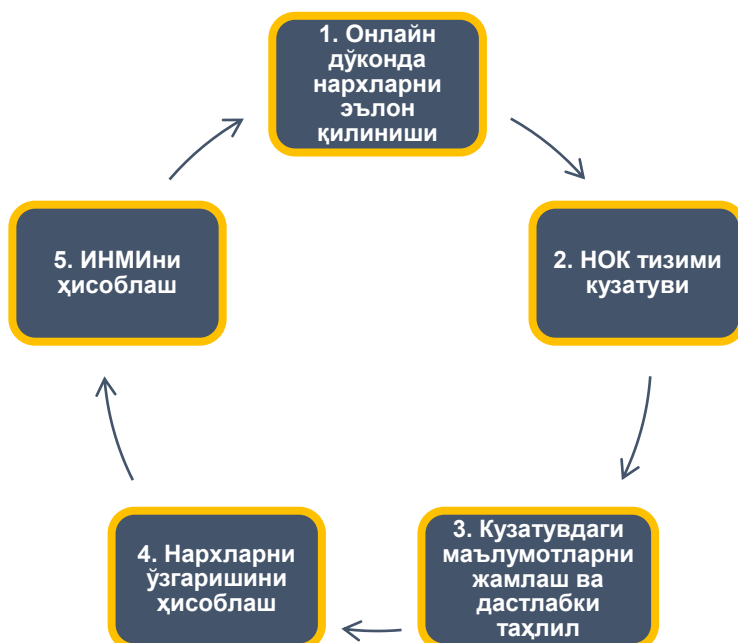 1. Онлайн
дўконда
нархларни
эълон
қилиниши
2. НОК тизими
кузатуви
3. Кузатувдаги
маълумотларни
жамлаш ва
дастлабки
таҳлил
4. Нархларни
ўзгаришини
ҳисоблаш
5. ИНМИни
ҳисоблаш